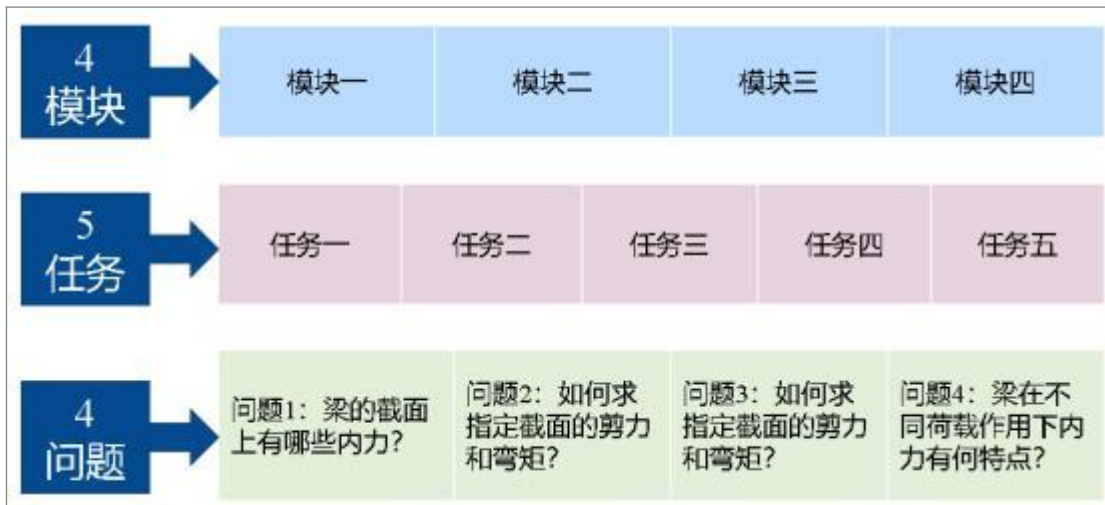 4
模块
模块一
模块二
模块三
模块四
5
任务
任务一
任务二
任务三
任务四
任务五
4
问题
问题1：梁的截面
上有哪些内力？
问题2：如何求
指定截面的剪力
和弯矩？
问题3：如何求
指定截面的剪力
和弯矩？
问题4：梁在不
同荷载作用下内
力有何特点？